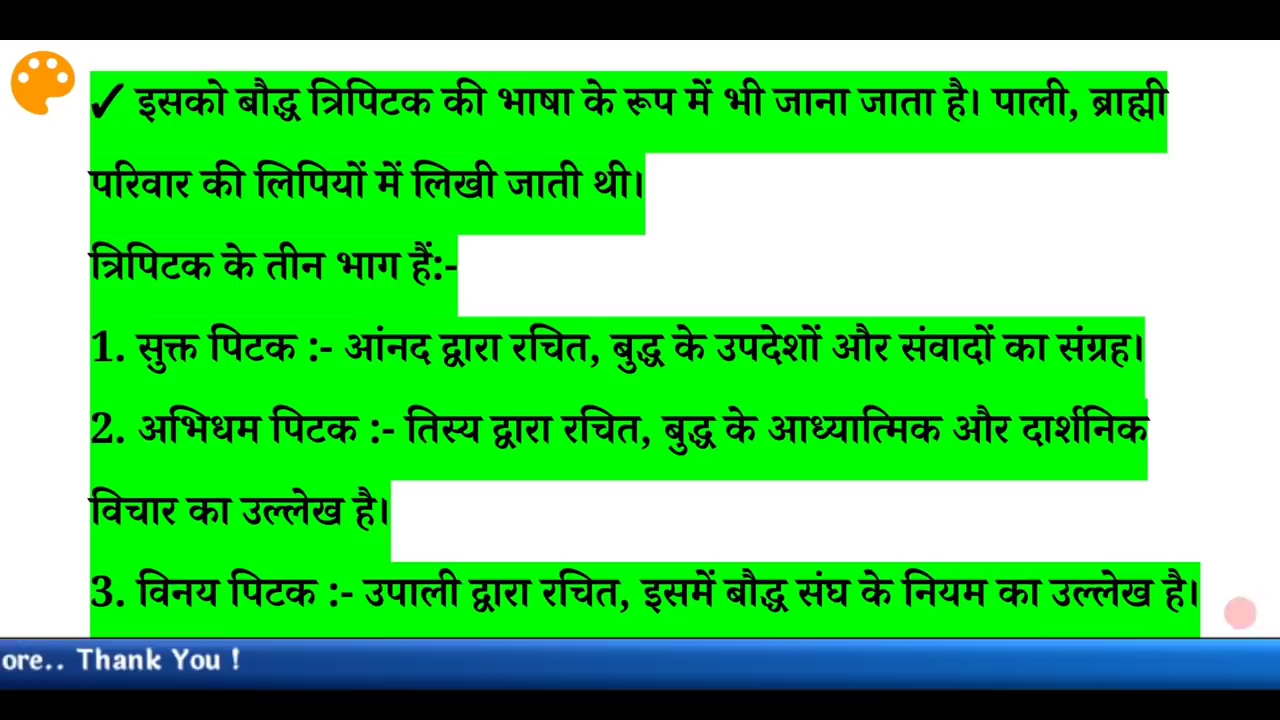 ✓ इसको बौद्ध त्रिपिटक की भाषा के रूप में भी जाना जाता है। पाली, ब्राह्मी
परिवार की लिपियों में लिखी जाती थी।
त्रिपिटक के तीन भाग हैं:-
1. सुक्त पिटक :- आंनद द्वारा रचित, बुद्ध के उपदेशों और संवादों का संग्रह।
2. अभिधम पिटक :- तिस्य द्वारा रचित, बुद्ध के आध्यात्मिक और दार्शनिक
विचार का उल्लेख है।
3. विनय पिटक :- उपाली द्वारा रचित, इसमें बौद्ध संघ के नियम का उल्लेख है।
ore.. Thank You !